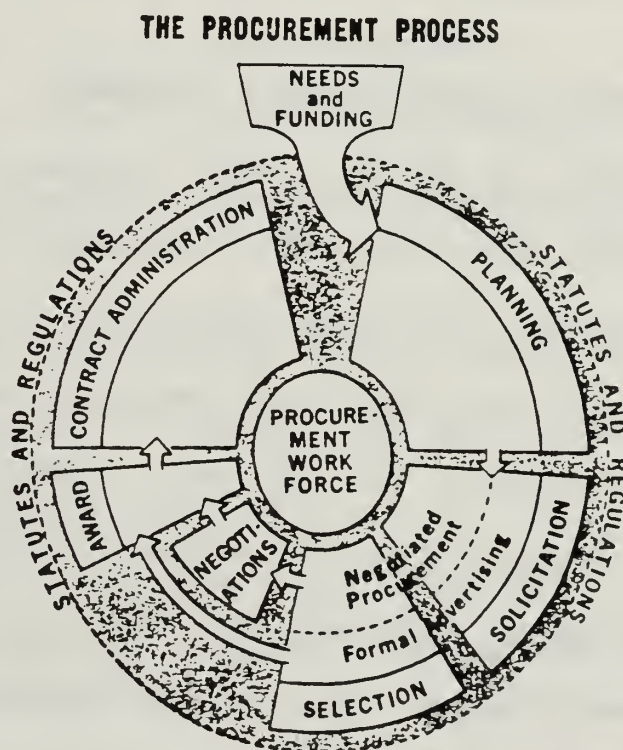 THE PROCUREMENT PROCESS
NEEDS
and
FUNDING
STATUTES AND REGULATIONS
CONTRACT ADMINISTRATION
PLANNING
STATUTES AND REGULATIONS
PROCURE-
MENT
WORK
FORCE
AWARD
NEGOTI
ATIONS
Negotiated
Procurement
Formal
vertising
SOLICITATION
SELECTION